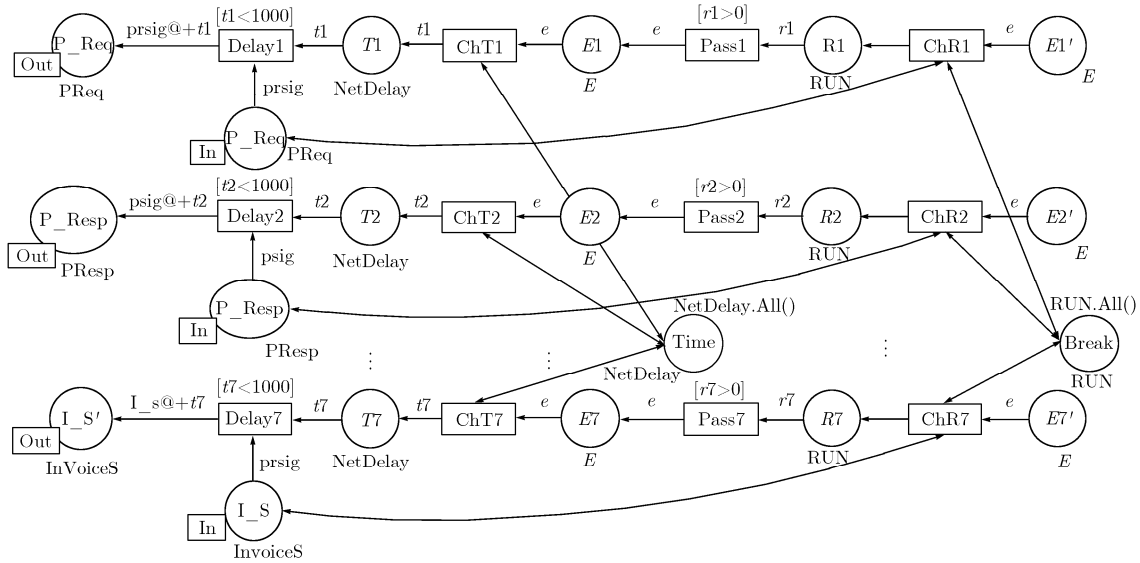 [t1<1000] [r1>0]
P_Req prsig@+t1 Delay1 t1 T1 t1 ChT1 e E1 e Pass1 r1 R1 ChR1 e E1′
Out PReq prsig NetDelay E RUN E
P_Req
In PReq
[t2<1000] [r2>0]
P_Resp psig@+t2 Delay2 t2 T2 t2 ChT2 e E2 e Pass2 r2 R2 ChR2 e E2′
Out PResp psig NetDelay E RUN E
P_Resp NetDelay.All() RUN.All()
In PResp ⋮ ⋮ Time ⋮ Break
NetDelay RUN
[t7<1000] [r7>0]
I_S′ I_s@+t7 Delay7 t7 T7 t7 ChT7 e E7 e Pass7 r7 R7 ChR7 e E7′
Out InVoiceS prsig NetDelay E RUN E
I_S
In
InvoiceS